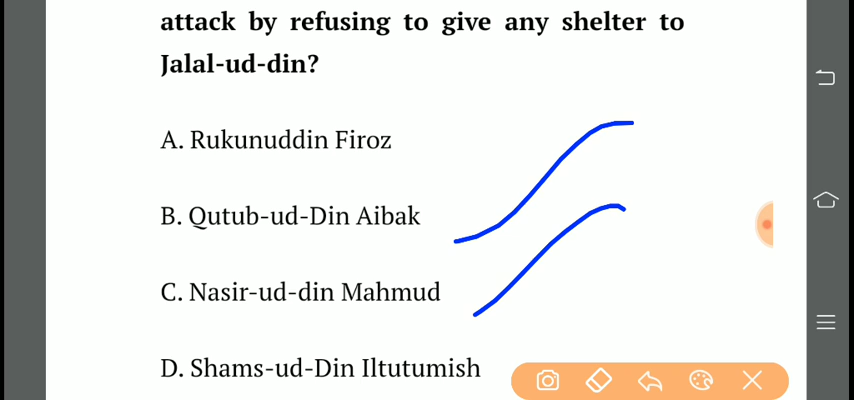 attack by refusing to give any shelter to
Jalal-ud-din?
A. Rukunuddin Firoz
B. Qutub-ud-Din Aibak
C. Nasir-ud-din Mahmud
D. Shams-ud-Din Iltutumish